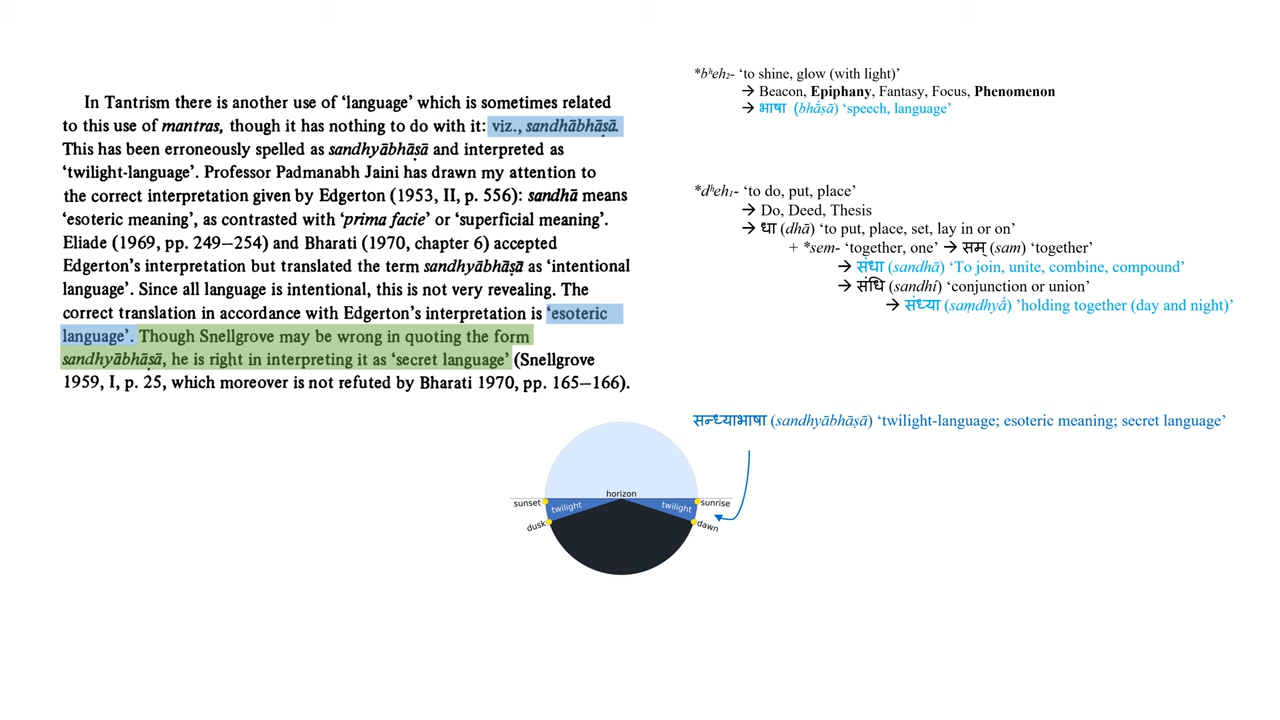 In Tantrism there is another use of ‘language’ which is sometimes related
to this use of mantras, though it has nothing to do with it: viz., sandhābhāṣā.
This has been erroneously spelled as sandhyābhāṣā and interpreted as
‘twilight-language’. Professor Padmanabh Jaini has drawn my attention to
the correct interpretation given by Edgerton (1953, II, p. 556): sandhā means
‘esoteric meaning’, as contrasted with ‘prima facie’ or ‘superficial meaning’.
Eliade (1969, pp. 249–254) and Bharati (1970, chapter 6) accepted
Edgerton’s interpretation but translated the term sandhyābhāṣā as ‘intentional
language’. Since all language is intentional, this is not very revealing. The
correct translation in accordance with Edgerton’s interpretation is ‘esoteric
language’. Though Snellgrove may be wrong in quoting the form
sandhyābhāṣā, he is right in interpreting it as ‘secret language’ (Snellgrove
1959, I, p. 25, which moreover is not refuted by Bharati 1970, pp. 165–166).
*bʰeh₂- ‘to shine, glow (with light)’
→ Beacon, Epiphany, Fantasy, Focus, Phenomenon
→ भाषा (bhā́ṣā) ‘speech, language’
*dʰeh₁- ‘to do, put, place’
→ Do, Deed, Thesis
→ धा (dhā) ‘to put, place, set, lay in or on’
+ *sem- ‘together, one’ → सम् (sam) ‘together’
→ संधा (sandhā) ‘To join, unite, combine, compound’
→ संधि (sandhí) ‘conjunction or union’
→ संध्या (saṃdhyā́) ’holding together (day and night)’
सन्ध्याभाषा (sandhyābhāṣā) ‘twilight-language; esoteric meaning; secret language’
horizon
sunset
sunrise
twilight
twilight
dusk
dawn